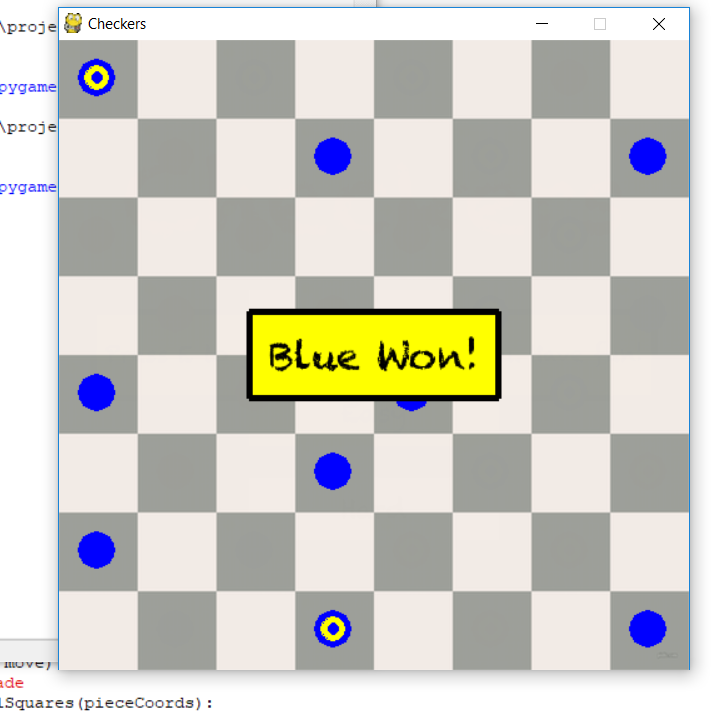 Checkers
\proje
pygame
\proje
pygame
Blue Won!
move)
ade
lSquares(pieceCoords):